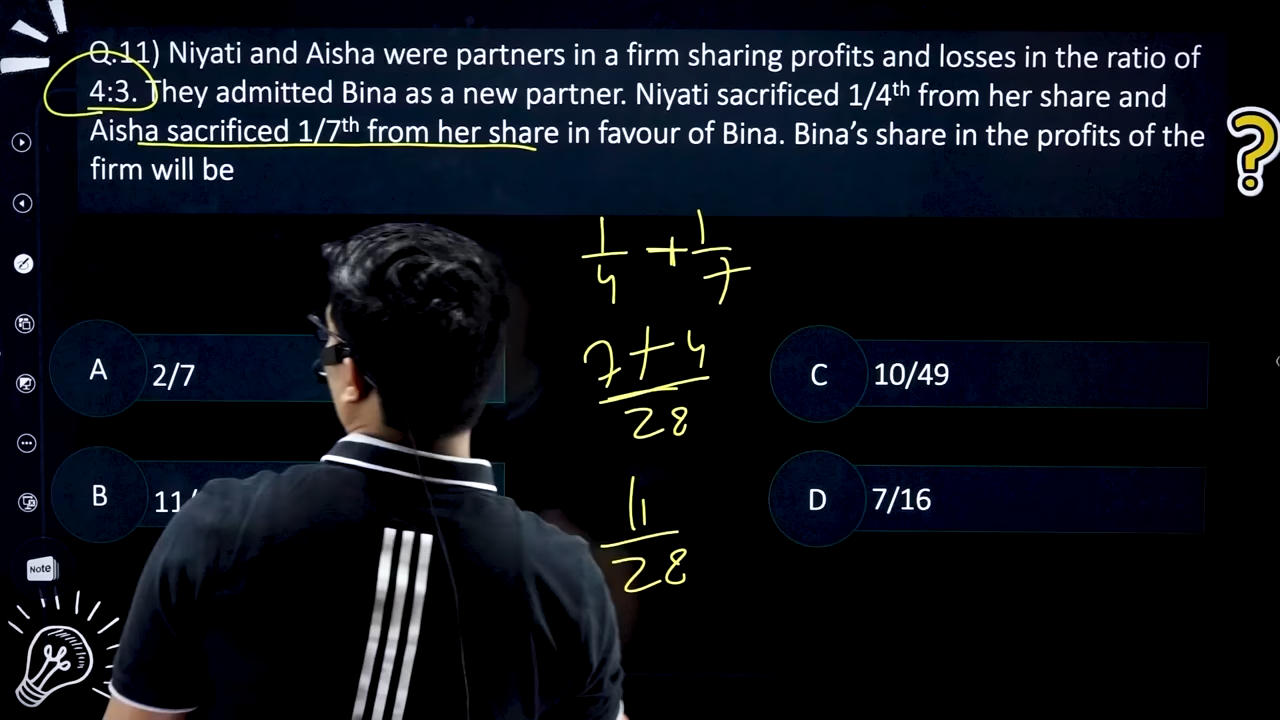 Q.11) Niyati and Aisha were partners in a firm sharing profits and losses in the ratio of
4:3. They admitted Bina as a new partner. Niyati sacrificed 1/4th from her share and
Aisha sacrificed 1/7th from her share in favour of Bina. Bina's share in the profits of the
firm will be
1/4 + 1/7
7+4/28
11/28
A 2/7
B 11/
C 10/49
D 7/16
Note